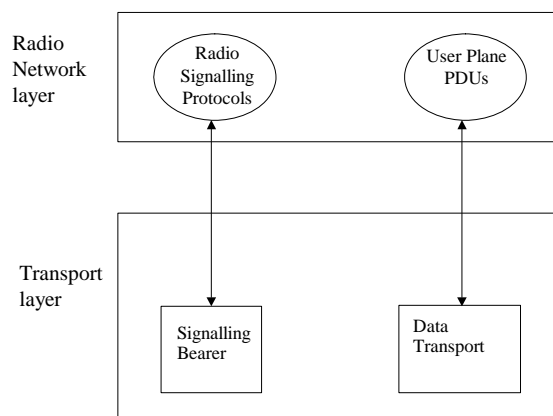 Radio
Network
layer
Radio
Signalling
Protocols
User Plane
PDUs
Transport
layer
Signalling
Bearer
Data
Transport